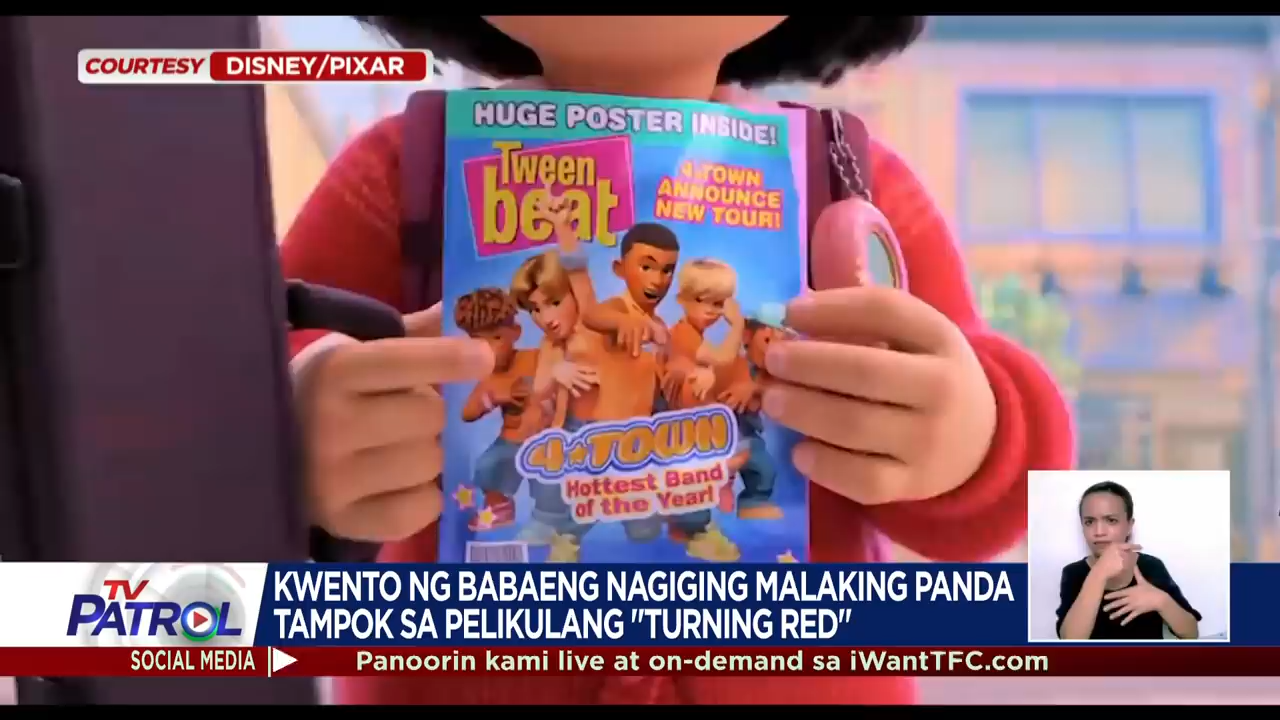 COURTESY DISNEY/PIXAR
HUGE POSTER INSIDE!
Tween
beat
4★TOWN
ANNOUNCE
NEW TOUR!
4★TOWN
Hottest Band
of the Year!
TV
PATROL
KWENTO NG BABAENG NAGIGING MALAKING PANDA
TAMPOK SA PELIKULANG "TURNING RED"
SOCIAL MEDIA
Panoorin kami live at on-demand sa iWantTFC.com